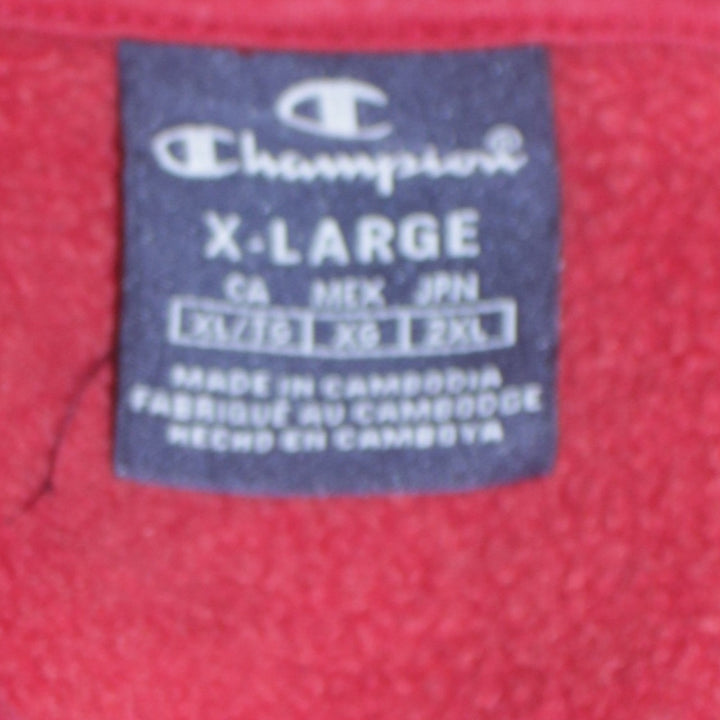 Champion®
X-LARGE
CA MEX JPN
XL/TG XG 2XL
MADE IN CAMBODIA
FABRIQUÉ AU CAMBODGE
HECHO EN CAMBOYA